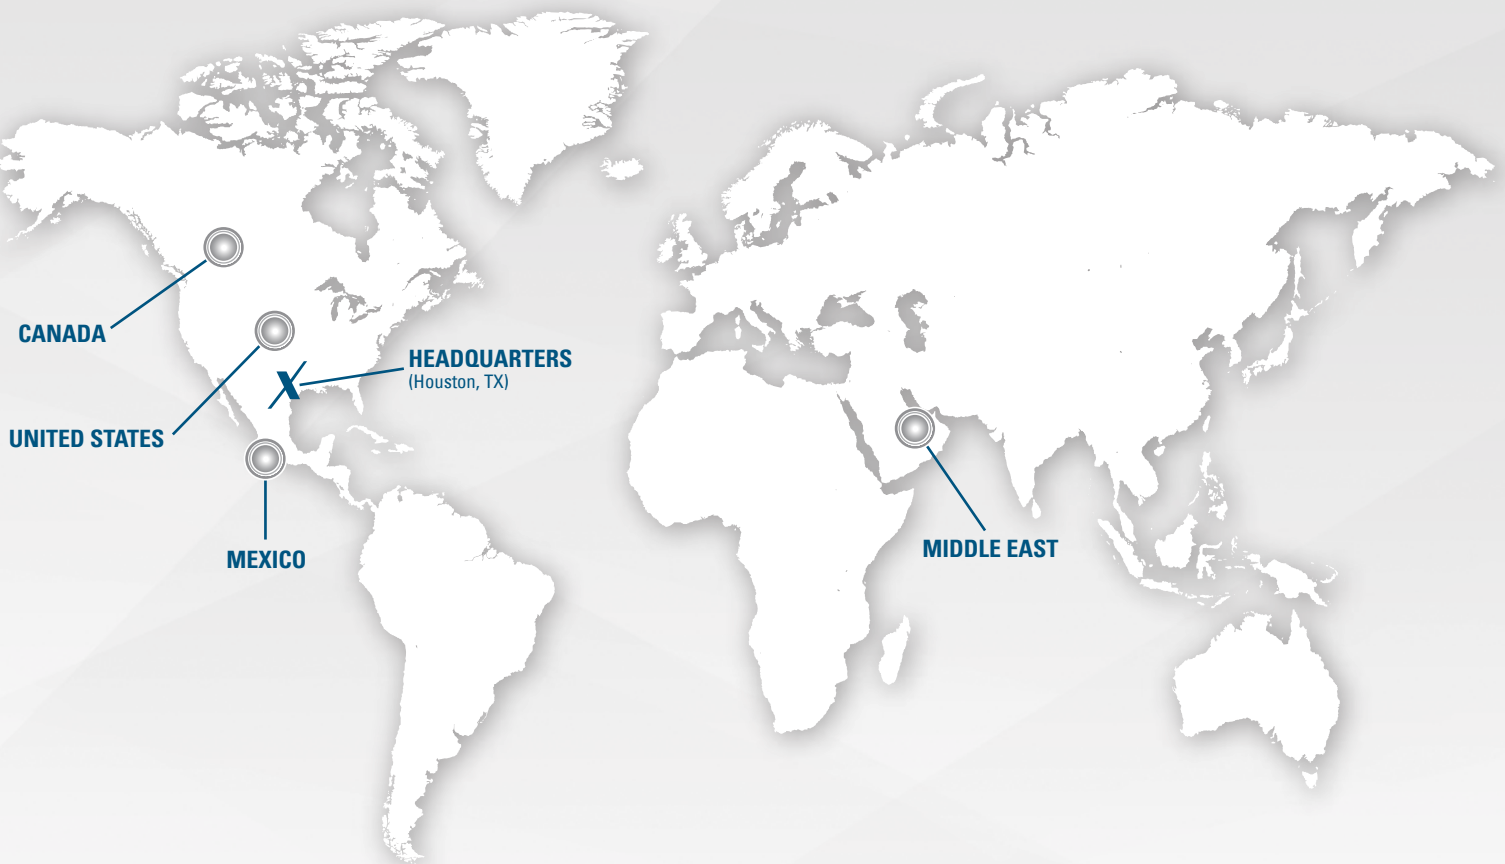 CANADA
HEADQUARTERS
(Houston, TX)
UNITED STATES
MEXICO
MIDDLE EAST